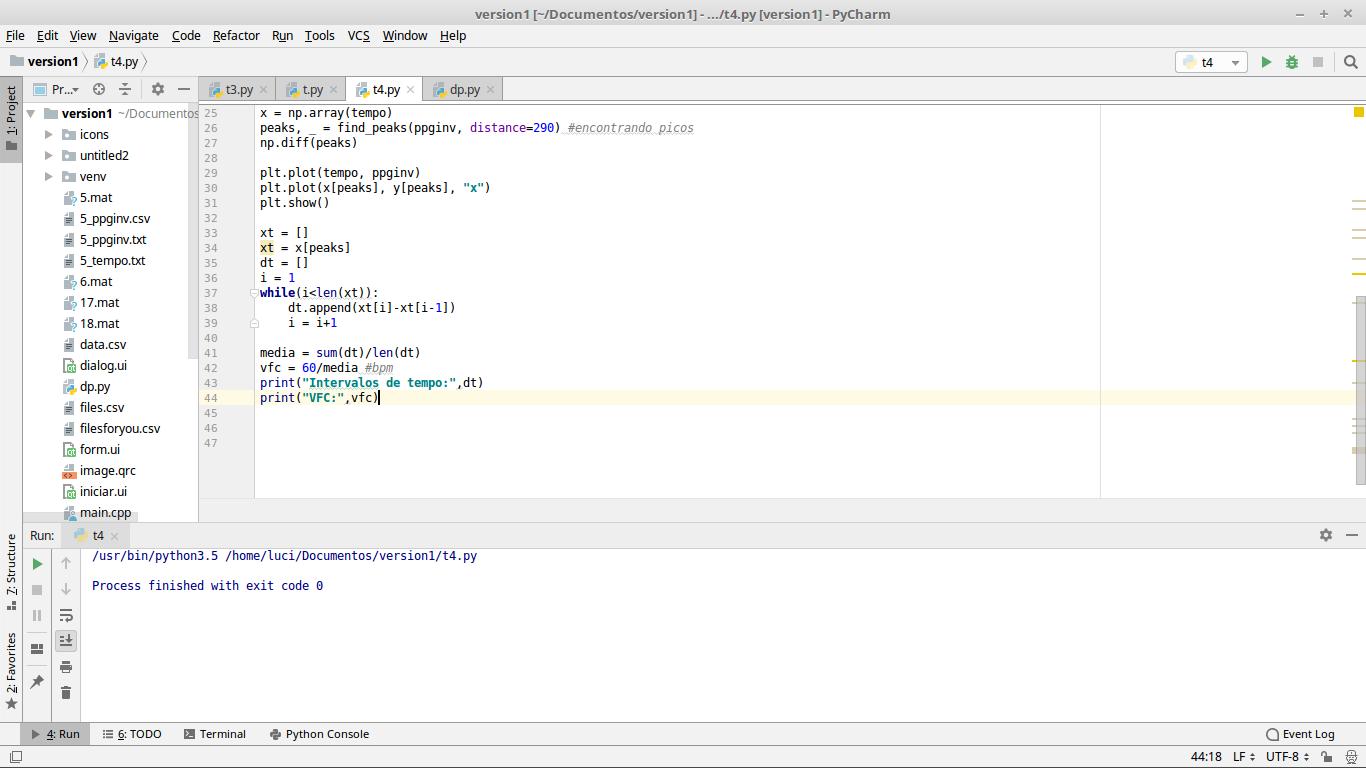 version1 [~/Documentos/version1] - .../t4.py [version1] - PyCharm
File Edit View Navigate Code Refactor Run Tools VCS Window Help
version1 t4.py t4
1: Project
Pr... t3.py t.py t4.py dp.py
version1 ~/Documentos
icons
untitled2
venv
5.mat
5_ppginv.csv
5_ppginv.txt
5_tempo.txt
6.mat
17.mat
18.mat
data.csv
dialog.ui
dp.py
files.csv
filesforyou.csv
form.ui
image.qrc
iniciar.ui
main.cpp
25 x = np.array(tempo)
26 peaks, _ = find_peaks(ppginv, distance=290) #encontrando picos
27 np.diff(peaks)
28
29 plt.plot(tempo, ppginv)
30 plt.plot(x[peaks], y[peaks], "x")
31 plt.show()
32
33 xt = []
34 xt = x[peaks]
35 dt = []
36 i = 1
37 while(i<len(xt)):
38     dt.append(xt[i]-xt[i-1])
39     i = i+1
40
41 media = sum(dt)/len(dt)
42 vfc = 60/media #bpm
43 print("Intervalos de tempo:",dt)
44 print("VFC:",vfc)
45
46
47
Run: t4
7: Structure
2: Favorites
/usr/bin/python3.5 /home/luci/Documentos/version1/t4.py
Process finished with exit code 0
4: Run 6: TODO Terminal Python Console Event Log
44:18 LF UTF-8